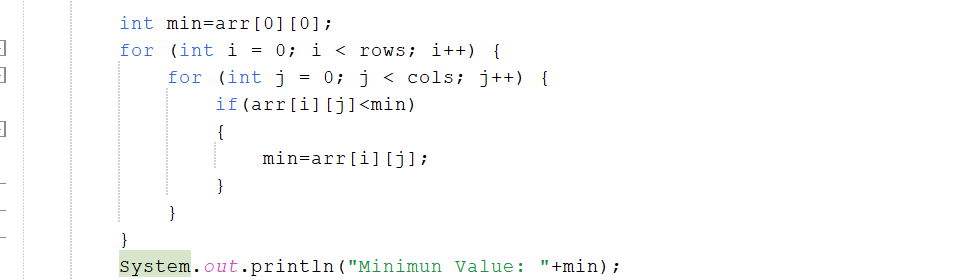 int min=arr[0][0];
for (int i = 0; i < rows; i++) {
for (int j = 0; j < cols; j++) {
if(arr[i][j]<min)
{
min=arr[i][j];
}
}
}
System.out.println("Minimun Value: "+min);